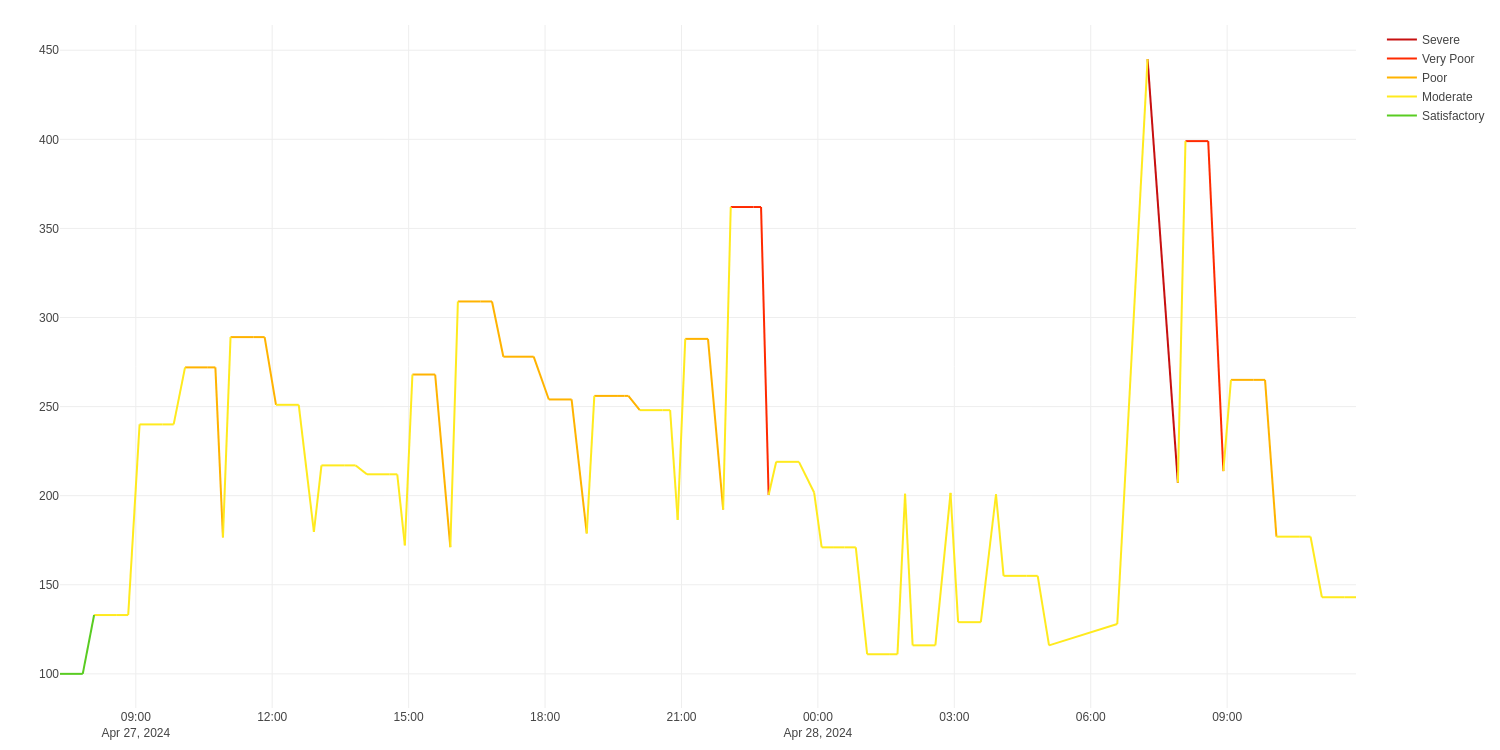 450
400
350
300
250
200
150
100
09:00
Apr 27, 2024
12:00
15:00
18:00
21:00
00:00
Apr 28, 2024
03:00
06:00
09:00
Severe
Very Poor
Poor
Moderate
Satisfactory